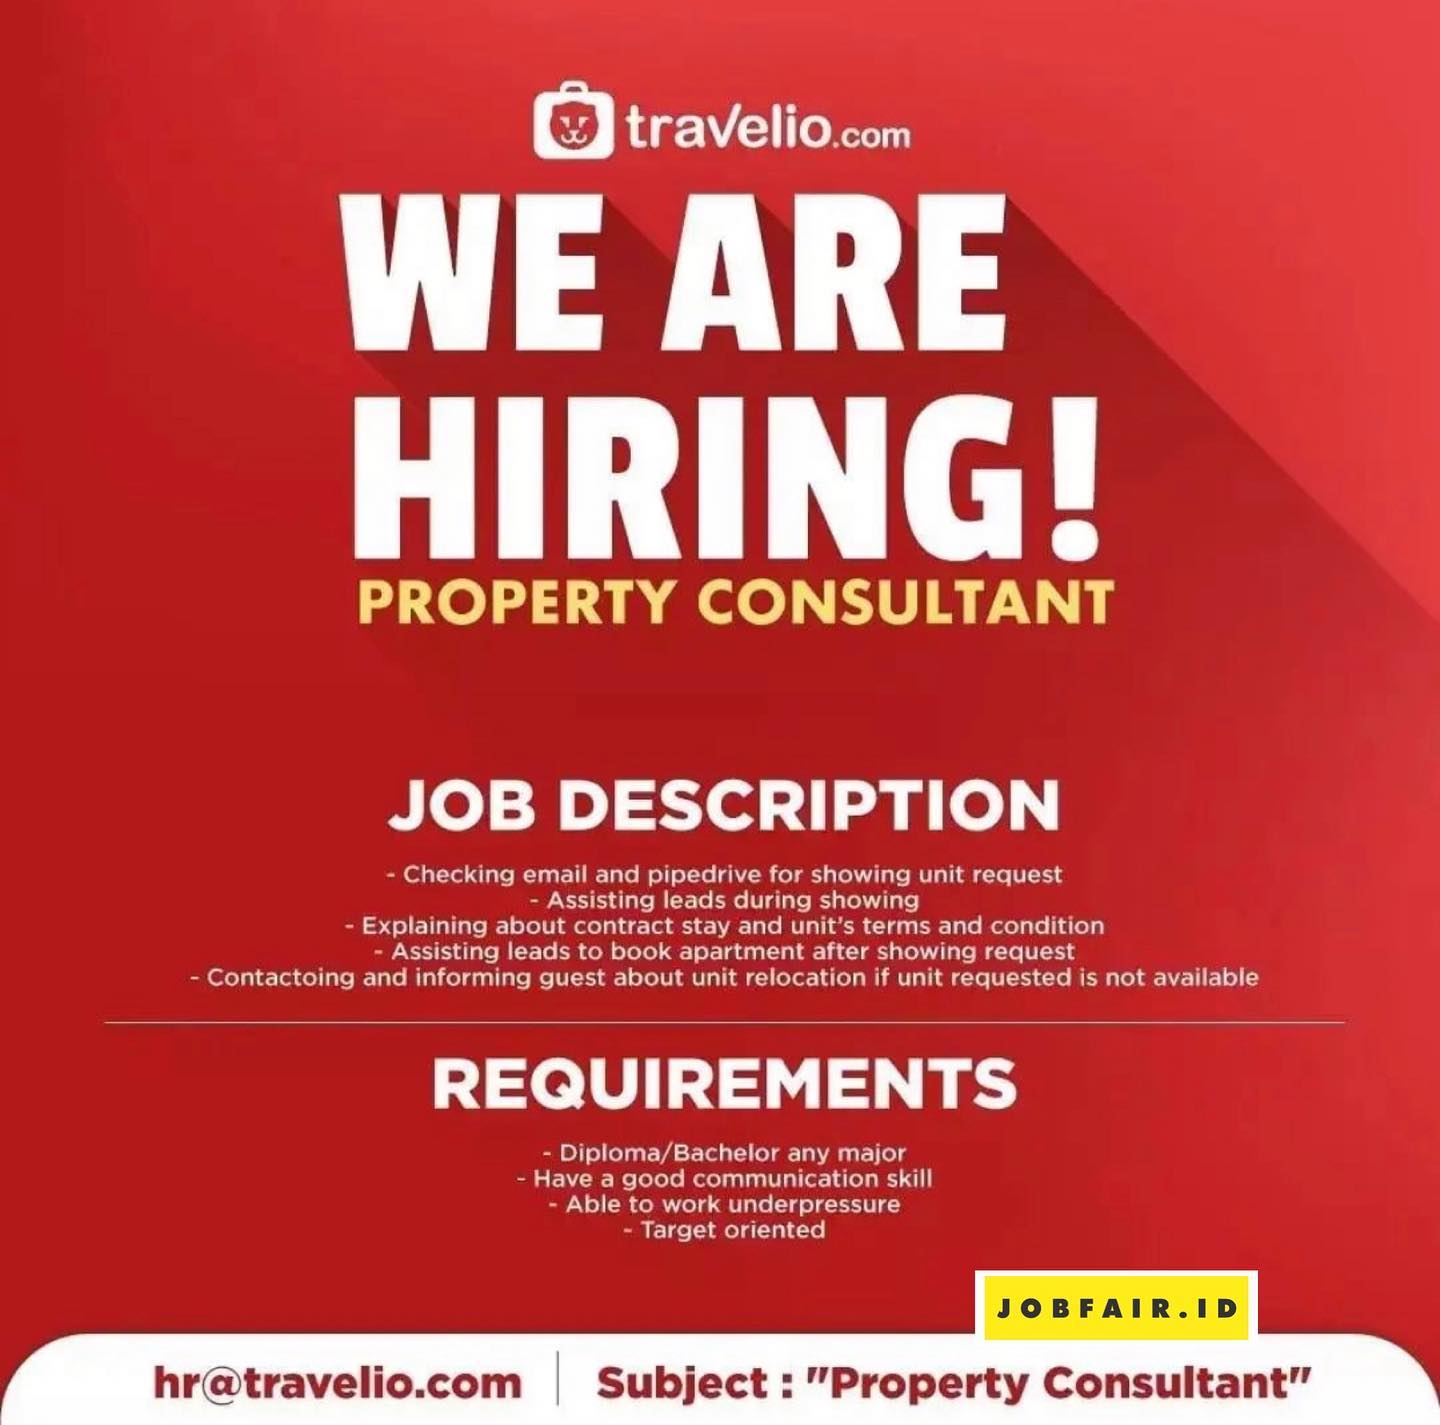 travelio.com
WE ARE
HIRING!
PROPERTY CONSULTANT
JOB DESCRIPTION
- Checking email and pipedrive for showing unit request
- Assisting leads during showing
- Explaining about contract stay and unit's terms and condition
- Assisting leads to book apartment after showing request
- Contactoing and informing guest about unit relocation if unit requested is not available
REQUIREMENTS
- Diploma/Bachelor any major
- Have a good communication skill
- Able to work underpressure
- Target oriented
JOBFAIR.ID
hr@travelio.com | Subject : "Property Consultant"